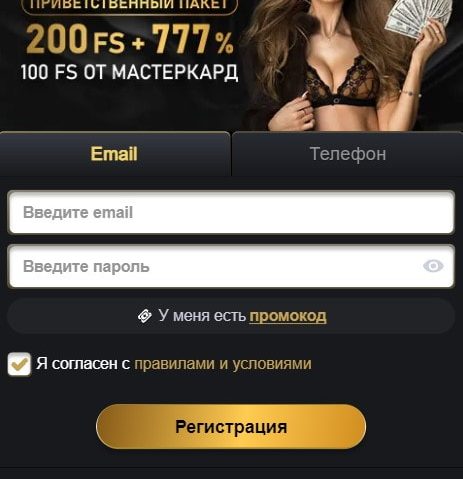 ПРИВЕТСТВЕННЫЙ ПАКЕТ
200 FS + 777%
100 FS ОТ МАСТЕРКАРД
Email Телефон
Введите email
Введите пароль
У меня есть промокод
Я согласен с правилами и условиями
Регистрация